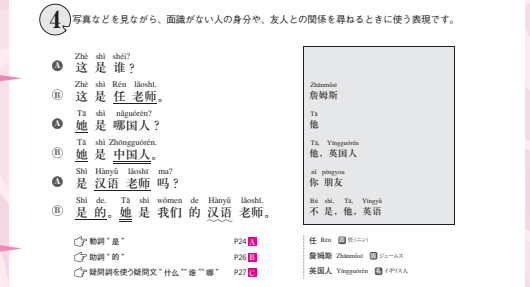 4 写真などを見ながら、面識がない人の身分や、友人との関係を尋ねるときに使う表現です。
Zhè shì shéi?
A 这 是 谁？
Zhè shì Rén lǎoshī.
B 这 是 任 老师。
Tā shì nǎguórén?
A 她 是 哪国人？
Tā shì Zhōngguórén.
B 她 是 中国人。
Shì Hànyǔ lǎoshī ma?
A 是 汉语 老师 吗？
Shì de. Tā shì wǒmen de Hànyǔ lǎoshī.
B 是 的。她 是 我们 的 汉语 老师。
動詞“是” P24 A
助詞“的” P26 B
疑問詞を使う疑問文“什么”“谁”“哪” P27 C
Zhānmǔsī
詹姆斯
Tā
他
Tā, Yīngguórén
他，英国人
nǐ péngyou
你 朋友
Bú shì, Tā, Yīngyǔ
不 是，他，英语
任 Rén 任(ニン)
詹姆斯 Zhānmǔsī ジェームス
英国人 Yīngguórén イギリス人